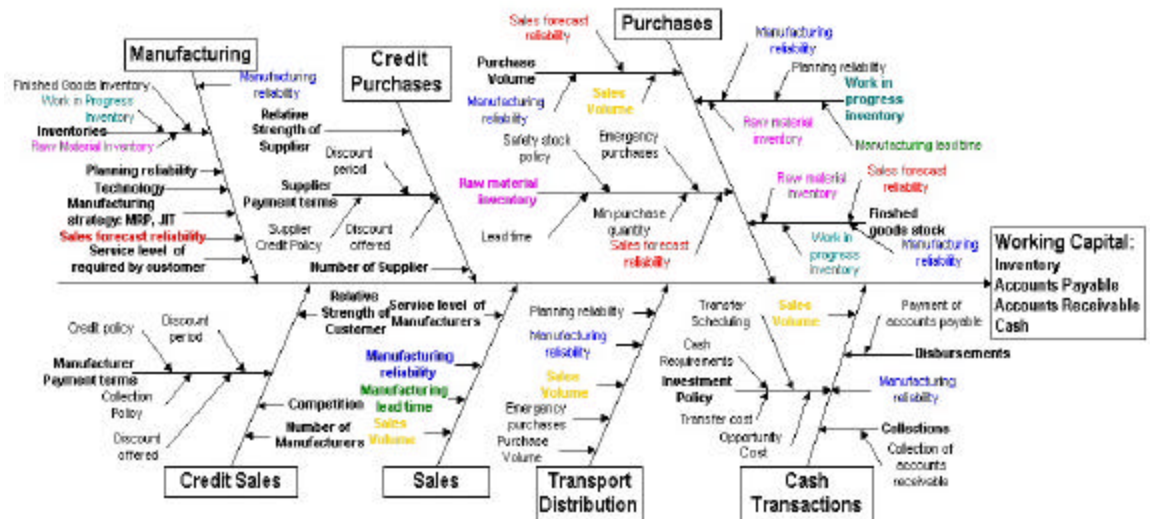 Manufacturing
Finished Goods Inventory
Work in Progress
Inventory
Inventories
Raw Material Inventory
Manufacturing
reliability
Planning reliability
Technology
Manufacturing
strategy: MRP, JIT
Sales forecast reliability
Service level of
required by customer
Credit
Purchases
Relative
Strength of
Supplier
Discount
period
Supplier
Payment terms
Supplier
Credit Policy
Discount
offered
Number of Supplier
Purchases
Sales forecast
reliability
Purchase
Volume
Manufacturing
reliability
Sales
Volume
Safety stock
policy
Emergency
purchases
Raw material
inventory
Lead time
Min purchase
quantity
Sales forecast
reliability
Manufacturing
reliability
Planning reliability
Work in
progress
inventory
Raw material
inventory
Manufacturing lead time
Raw material
inventory
Sales forecast
reliability
Finshed
goods stock
Work in
progress
inventory
Manufacturing
reliability
Working Capital:
Inventory
Accounts Payable
Accounts Receivable
Cash
Credit policy
Discount
period
Manufacturer
Payment terms
Collection
Policy
Discount
offered
Relative
Strength of
Customer
Competition
Number of
Manufacturers
Credit Sales
Service level of
Manufacturers
Manufacturing
reliability
Manufacturing
lead time
Sales
Volume
Sales
Planning reliability
Manufacturing
reliability
Sales
Volume
Emergency
purchases
Purchase
Volume
Transport
Distribution
Transfer
Scheduling
Sales
Volume
Cash
Requirements
Investment
Policy
Transfer cost
Opportunity
Cost
Payment of
accounts payable
Disbursements
Manufacturing
reliability
Collections
Colection of
accounts
receivable
Cash
Transactions